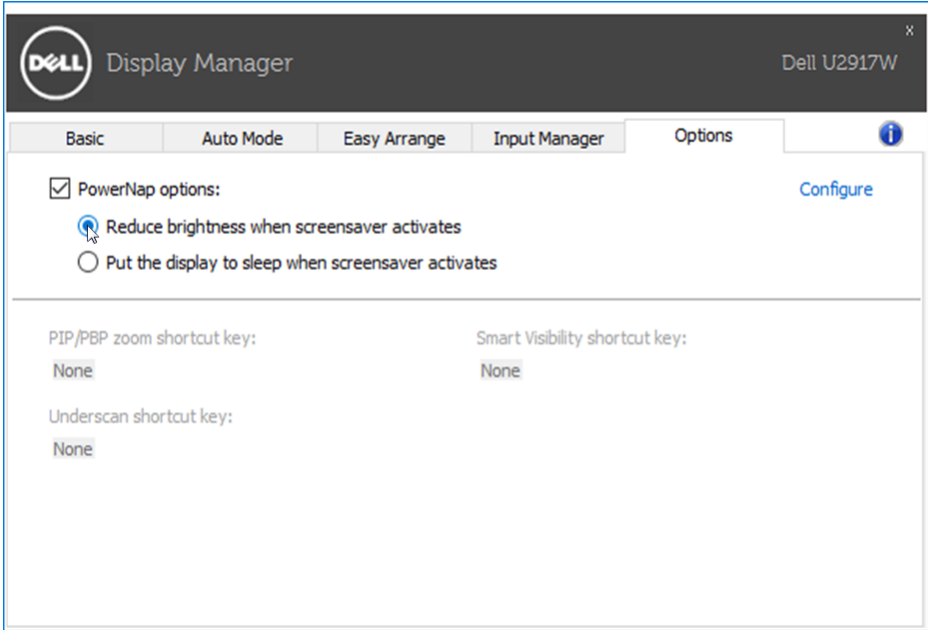 x
DELL Display Manager Dell U2917W
Basic Auto Mode Easy Arrange Input Manager Options i
PowerNap options: Configure
Reduce brightness when screensaver activates
Put the display to sleep when screensaver activates
PIP/PBP zoom shortcut key: Smart Visibility shortcut key:
None None
Underscan shortcut key:
None